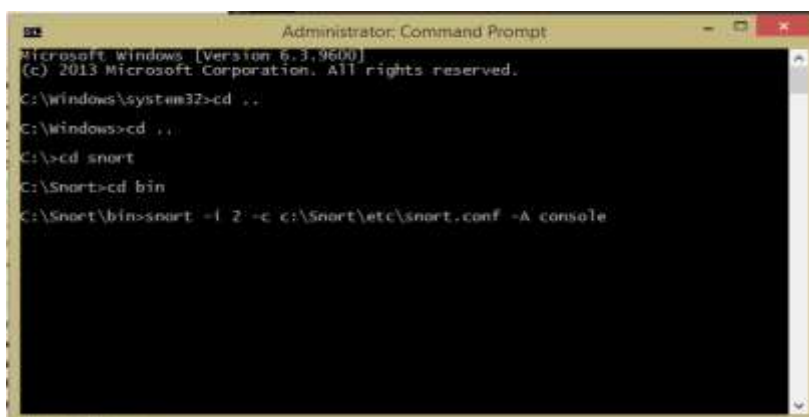 Administrator: Command Prompt
Microsoft Windows [Version 6.3.9600]
(c) 2013 Microsoft Corporation. All rights reserved.
C:\Windows\system32>cd ..
C:\Windows>cd ..
C:\>cd snort
C:\Snort>cd bin
C:\Snort\bin>snort -i 2 -c c:\Snort\etc\snort.conf -A console